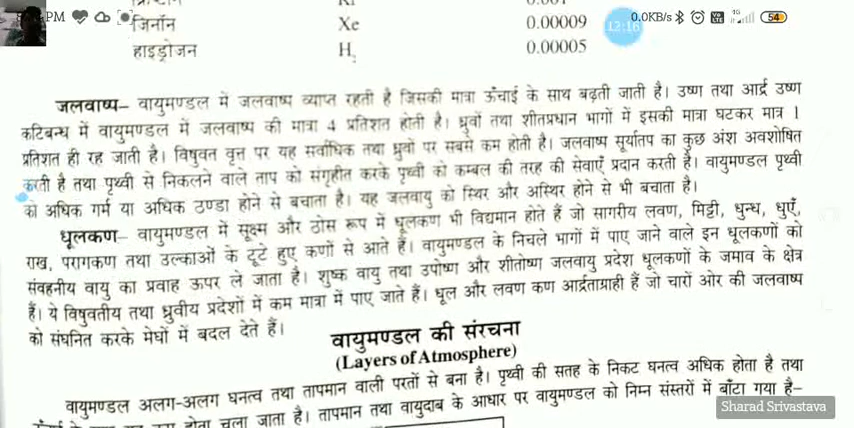 PM
0.0KB/s
4G
54
12:16
Kr
0.001
जिनॉन Xe 0.00009
हाइड्रोजन H2 0.00005
जलवाष्प– वायुमण्डल में जलवाष्प व्याप्त रहती है जिसकी मात्रा ऊँचाई के साथ बढ़ती जाती है। उष्ण तथा आर्द्र उष्ण
कटिबन्ध में वायुमण्डल में जलवाष्प की मात्रा 4 प्रतिशत होती है। ध्रुवों तथा शीतप्रधान भागों में इसकी मात्रा घटकर मात्र 1
प्रतिशत ही रह जाती है। विषुवत वृत्त पर यह सर्वाधिक तथा ध्रुवों पर सबसे कम होती है। जलवाष्प सूर्यातप का कुछ अंश अवशोषित
करती है तथा पृथ्वी से निकलने वाले ताप को संगृहीत करके पृथ्वी को कम्बल की तरह की सेवाएँ प्रदान करती है। वायुमण्डल पृथ्वी
को अधिक गर्म या अधिक ठण्डा होने से बचाता है। यह जलवायु को स्थिर और अस्थिर होने से भी बचाता है।
धूलकण– वायुमण्डल में सूक्ष्म और ठोस रूप में धूलकण भी विद्यमान होते हैं जो सागरीय लवण, मिट्टी, धुन्ध, धुएँ,
राख, परागकण तथा उल्काओं के टूटे हुए कणों से आते हैं। वायुमण्डल के निचले भागों में पाए जाने वाले इन धूलकणों को
संवहनीय वायु का प्रवाह ऊपर ले जाता है। शुष्क वायु तथा उपोष्ण और शीतोष्ण जलवायु प्रदेश धूलकणों के जमाव के क्षेत्र
हैं। ये विषुवतीय तथा ध्रुवीय प्रदेशों में कम मात्रा में पाए जाते हैं। धूल और लवण कण आर्द्रताग्राही हैं जो चारों ओर की जलवाष्प
को संघनित करके मेघों में बदल देते हैं।
वायुमण्डल की संरचना
(Layers of Atmosphere)
वायुमण्डल अलग-अलग घनत्व तथा तापमान वाली परतों से बना है। पृथ्वी की सतह के निकट घनत्व अधिक होता है तथा
ऊँचाई के साथ होता चला जाता है। तापमान तथा वायुदाब के आधार पर वायुमण्डल को निम्न संस्तरों में बाँटा गया है–
Sharad Srivastava